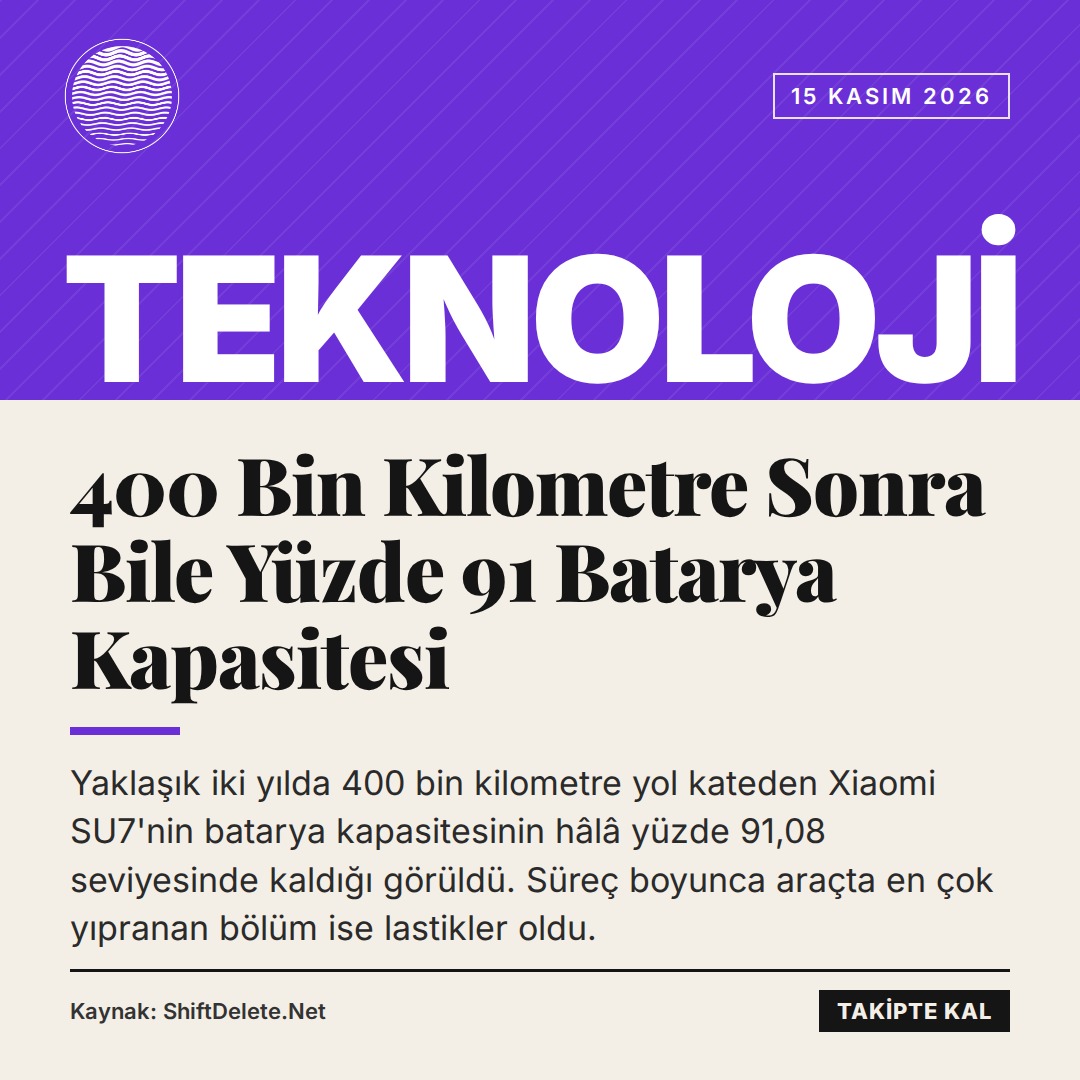 15 KASIM 2026
TEKNOLOJİ
400 Bin Kilometre Sonra
Bile Yüzde 91 Batarya
Kapasitesi
Yaklaşık iki yılda 400 bin kilometre yol kateden Xiaomi
SU7'nin batarya kapasitesinin hâlâ yüzde 91,08
seviyesinde kaldığı görüldü. Süreç boyunca araçta en çok
yıpranan bölüm ise lastikler oldu.
Kaynak: ShiftDelete.Net
TAKİPTE KAL